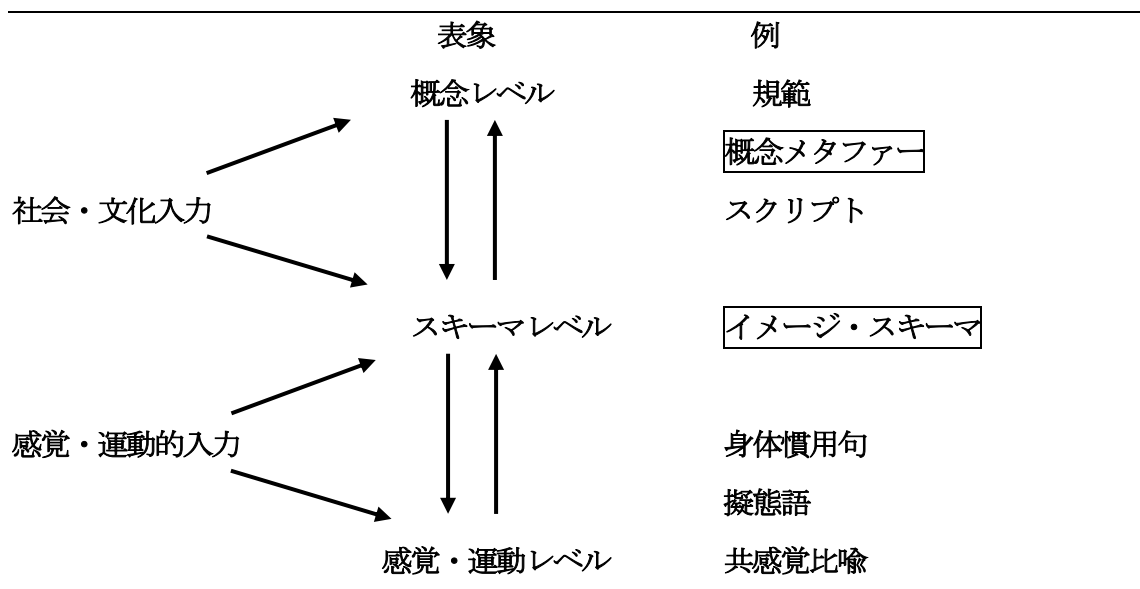 表象 例
概念レベル 規範
概念メタファー
社会・文化入力 スクリプト
スキーマレベル イメージ・スキーマ
感覚・運動的入力 身体慣用句
擬態語
感覚・運動レベル 共感覚比喩